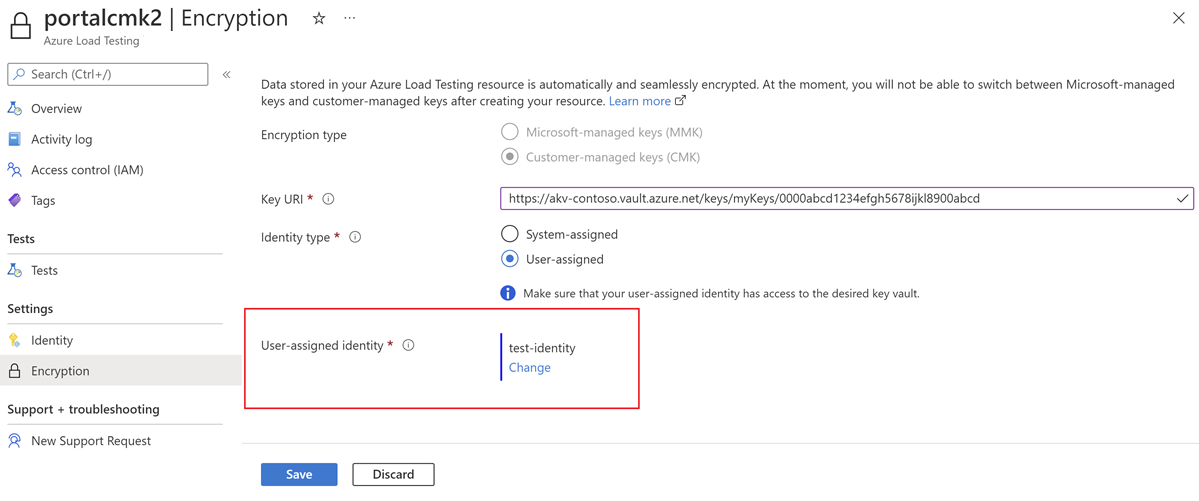 portalcmk2 | Encryption ☆ ...
Azure Load Testing
Search (Ctrl+/)
«
Overview
Activity log
Access control (IAM)
Tags
Tests
Tests
Settings
Identity
Encryption
Support + troubleshooting
New Support Request
Data stored in your Azure Load Testing resource is automatically and seamlessly encrypted. At the moment, you will not be able to switch between Microsoft-managed
keys and customer-managed keys after creating your resource. Learn more
Encryption type
Microsoft-managed keys (MMK)
Customer-managed keys (CMK)
Key URI *
https://akv-contoso.vault.azure.net/keys/myKeys/0000abcd1234efgh5678ijkl8900abcd
Identity type *
System-assigned
User-assigned
Make sure that your user-assigned identity has access to the desired key vault.
User-assigned identity *
test-identity
Change
Save
Discard